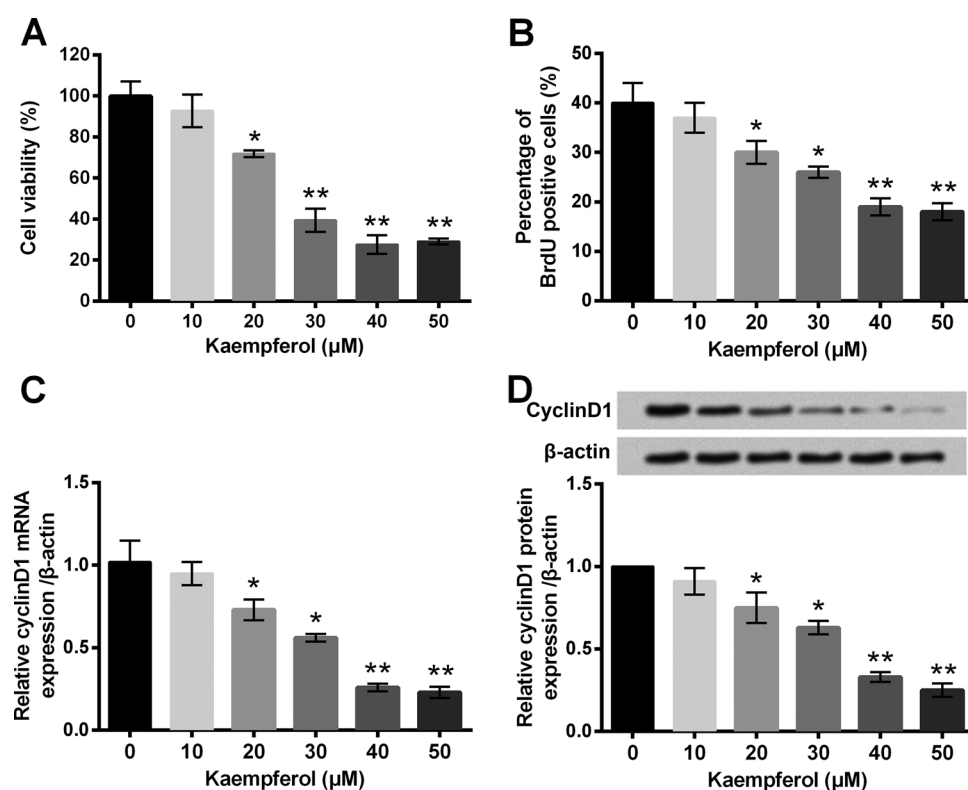 A
Cell viability (%)
120
100
80
60
40
20
0
*
**
**
**
0 10 20 30 40 50
Kaempferol (µM)
B
Percentage of
BrdU positive cells (%)
50
40
30
20
10
0
*
*
**
**
0 10 20 30 40 50
Kaempferol (µM)
C
Relative cyclinD1 mRNA
expression /β-actin
1.5
1.0
0.5
0.0
*
*
**
**
0 10 20 30 40 50
Kaempferol (µM)
D
CyclinD1
β-actin
Relative cyclinD1 protein
expression /β-actin
1.5
1.0
0.5
0.0
*
*
**
**
0 10 20 30 40 50
Kaempferol (µM)